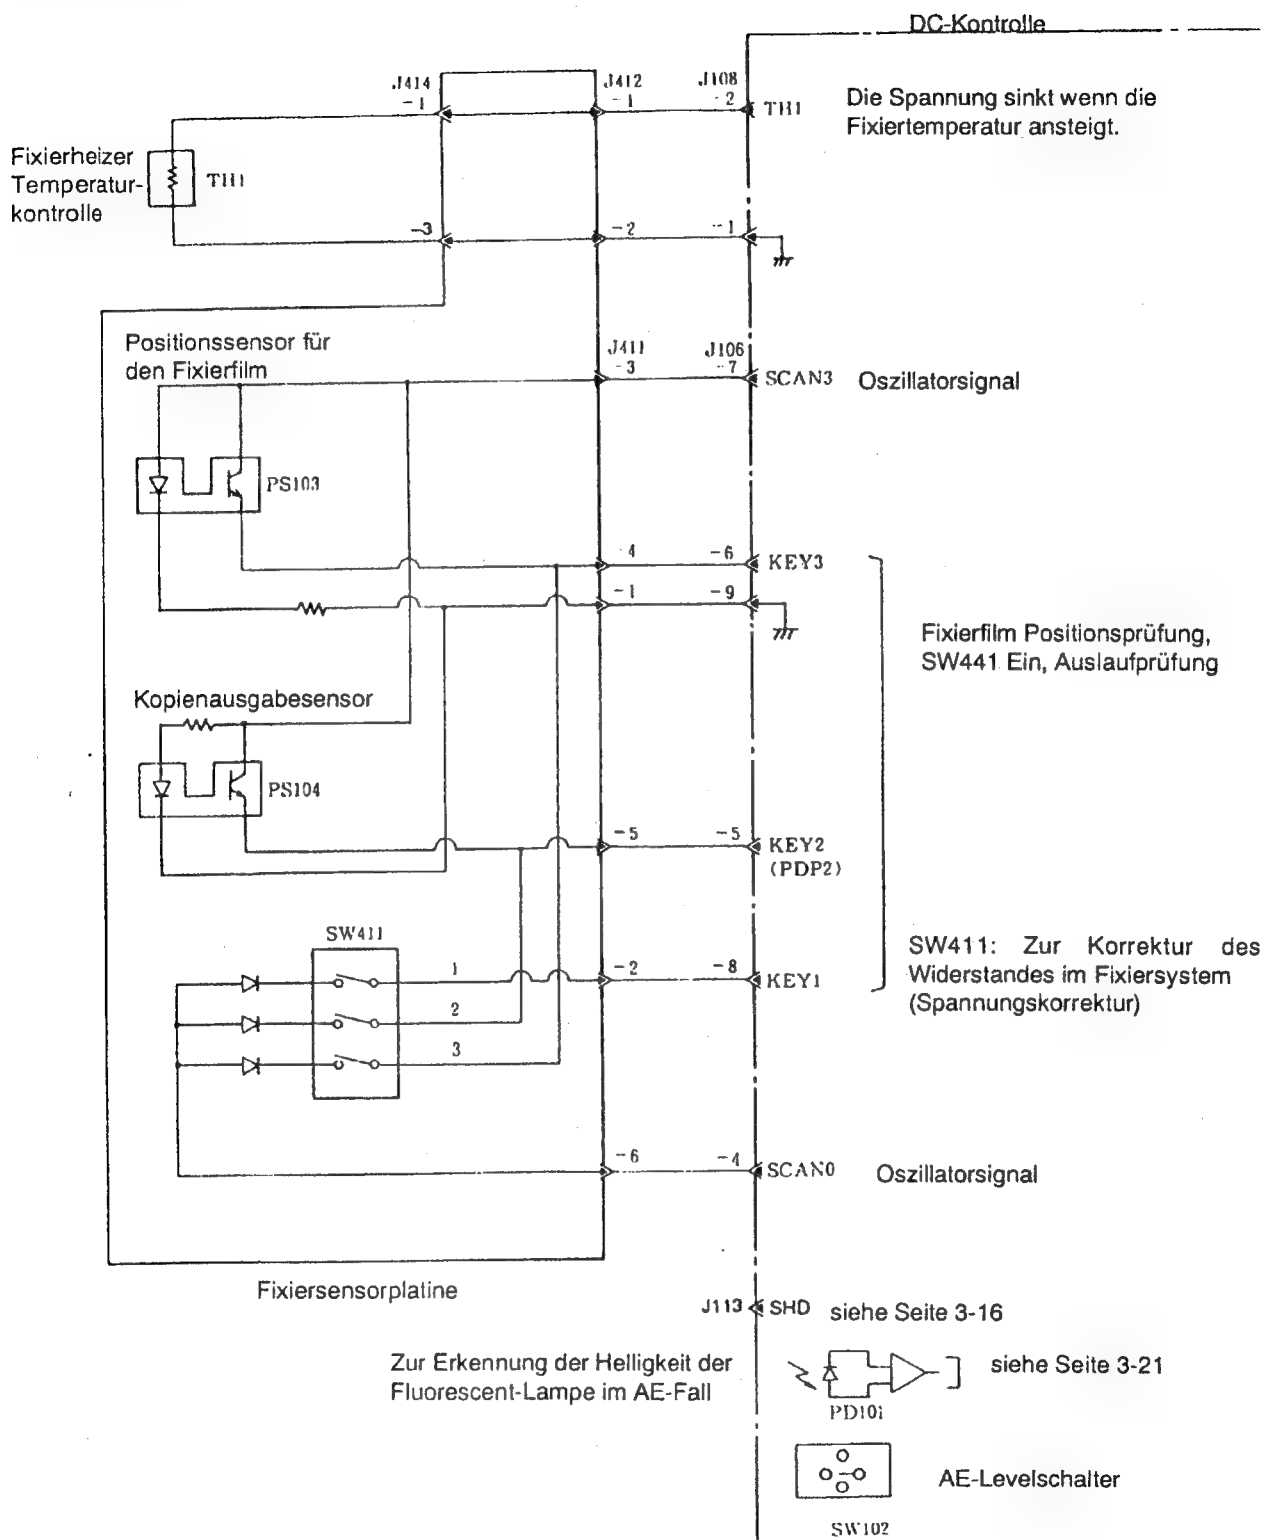 DC-Kontrolle
J414
J412
J108
-1
-1
-2
TH1
Die Spannung sinkt wenn die
Fixiertemperatur ansteigt.
Fixierheizer
Temperatur-
kontrolle
TH1
-3
-2
-1
Positionssensor für
den Fixierfilm
J411
J106
-3
-7
SCAN3
Oszillatorsignal
PS103
-4
-6
KEY3
-1
-9
Fixierfilm Positionsprüfung,
SW441 Ein, Auslaufprüfung
Kopienausgabesensor
PS104
-5
-5
KEY2
(PDP2)
SW411
1
-2
-8
KEY1
2
3
SW411: Zur Korrektur des
Widerstandes im Fixiersystem
(Spannungskorrektur)
-6
-4
SCAN0
Oszillatorsignal
Fixiersensorplatine
J113
SHD
siehe Seite 3-16
Zur Erkennung der Helligkeit der
Fluorescent-Lampe im AE-Fall
siehe Seite 3-21
PD101
AE-Levelschalter
SW102